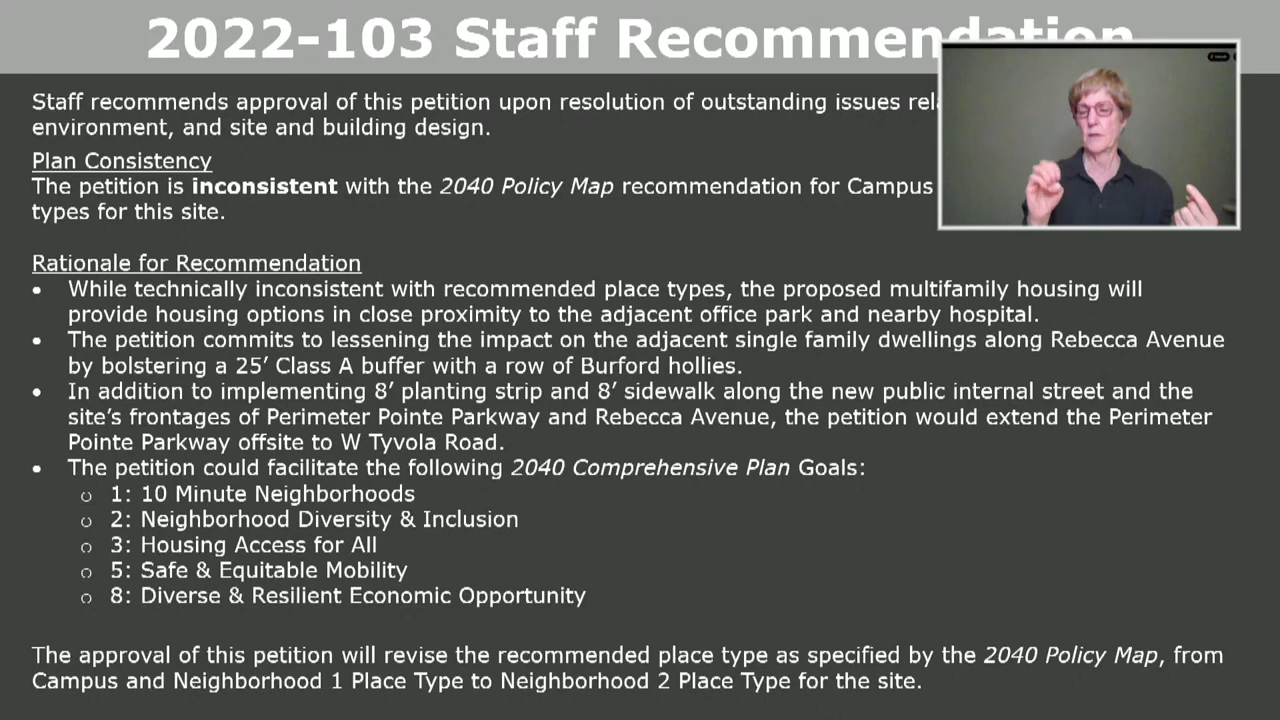 2022-103 Staff Recommendation
Staff recommends approval of this petition upon resolution of outstanding issues
environment, and site and building design.
Plan Consistency
The petition is inconsistent with the 2040 Policy Map recommendation for Campus
types for this site.
Rationale for Recommendation
• While technically inconsistent with recommended place types, the proposed multifamily housing will
provide housing options in close proximity to the adjacent office park and nearby hospital.
• The petition commits to lessening the impact on the adjacent single family dwellings along Rebecca Avenue
by bolstering a 25’ Class A buffer with a row of Burford hollies.
• In addition to implementing 8’ planting strip and 8’ sidewalk along the new public internal street and the
site’s frontages of Perimeter Pointe Parkway and Rebecca Avenue, the petition would extend the Perimeter
Pointe Parkway offsite to W Tyvola Road.
• The petition could facilitate the following 2040 Comprehensive Plan Goals:
○ 1: 10 Minute Neighborhoods
○ 2: Neighborhood Diversity & Inclusion
○ 3: Housing Access for All
○ 5: Safe & Equitable Mobility
○ 8: Diverse & Resilient Economic Opportunity
The approval of this petition will revise the recommended place type as specified by the 2040 Policy Map, from
Campus and Neighborhood 1 Place Type to Neighborhood 2 Place Type for the site.